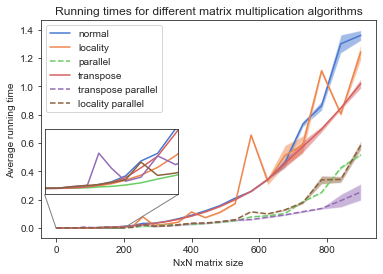 Running times for different matrix multiplication algorithms
Average running time
1.4
1.2
1.0
0.8
0.6
0.4
0.2
0.0
normal
locality
parallel
transpose
transpose parallel
locality parallel
0 200 400 600 800
NxN matrix size